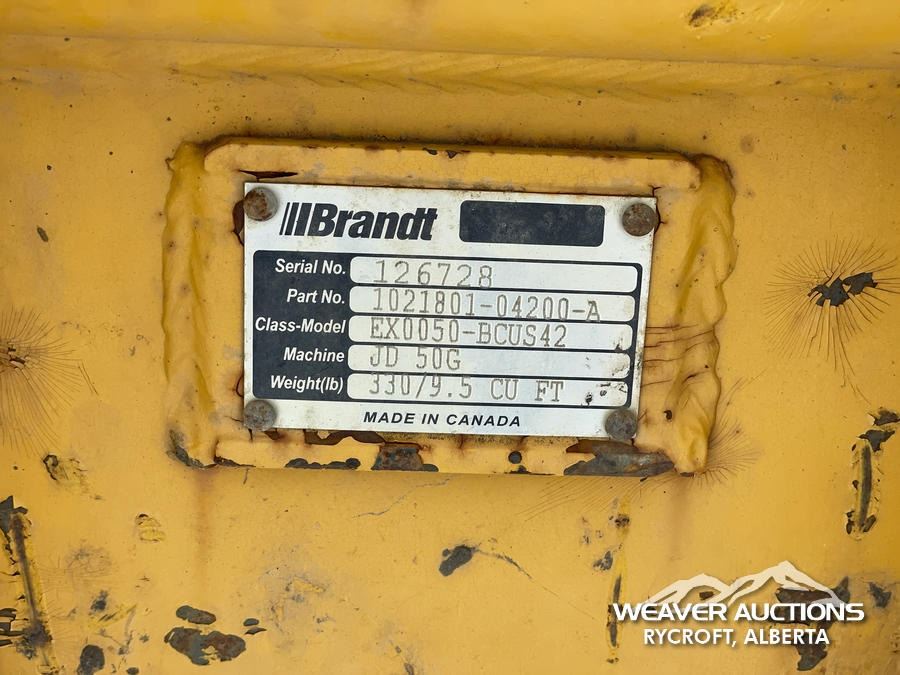 Brandt
Serial No. 126728
Part No. 1021801-04200-A
Class-Model EX0050-BCUS42
Machine JD 50G
Weight(lb) 330/9.5 CU FT
MADE IN CANADA
WEAVER AUCTIONS
RYCROFT, ALBERTA